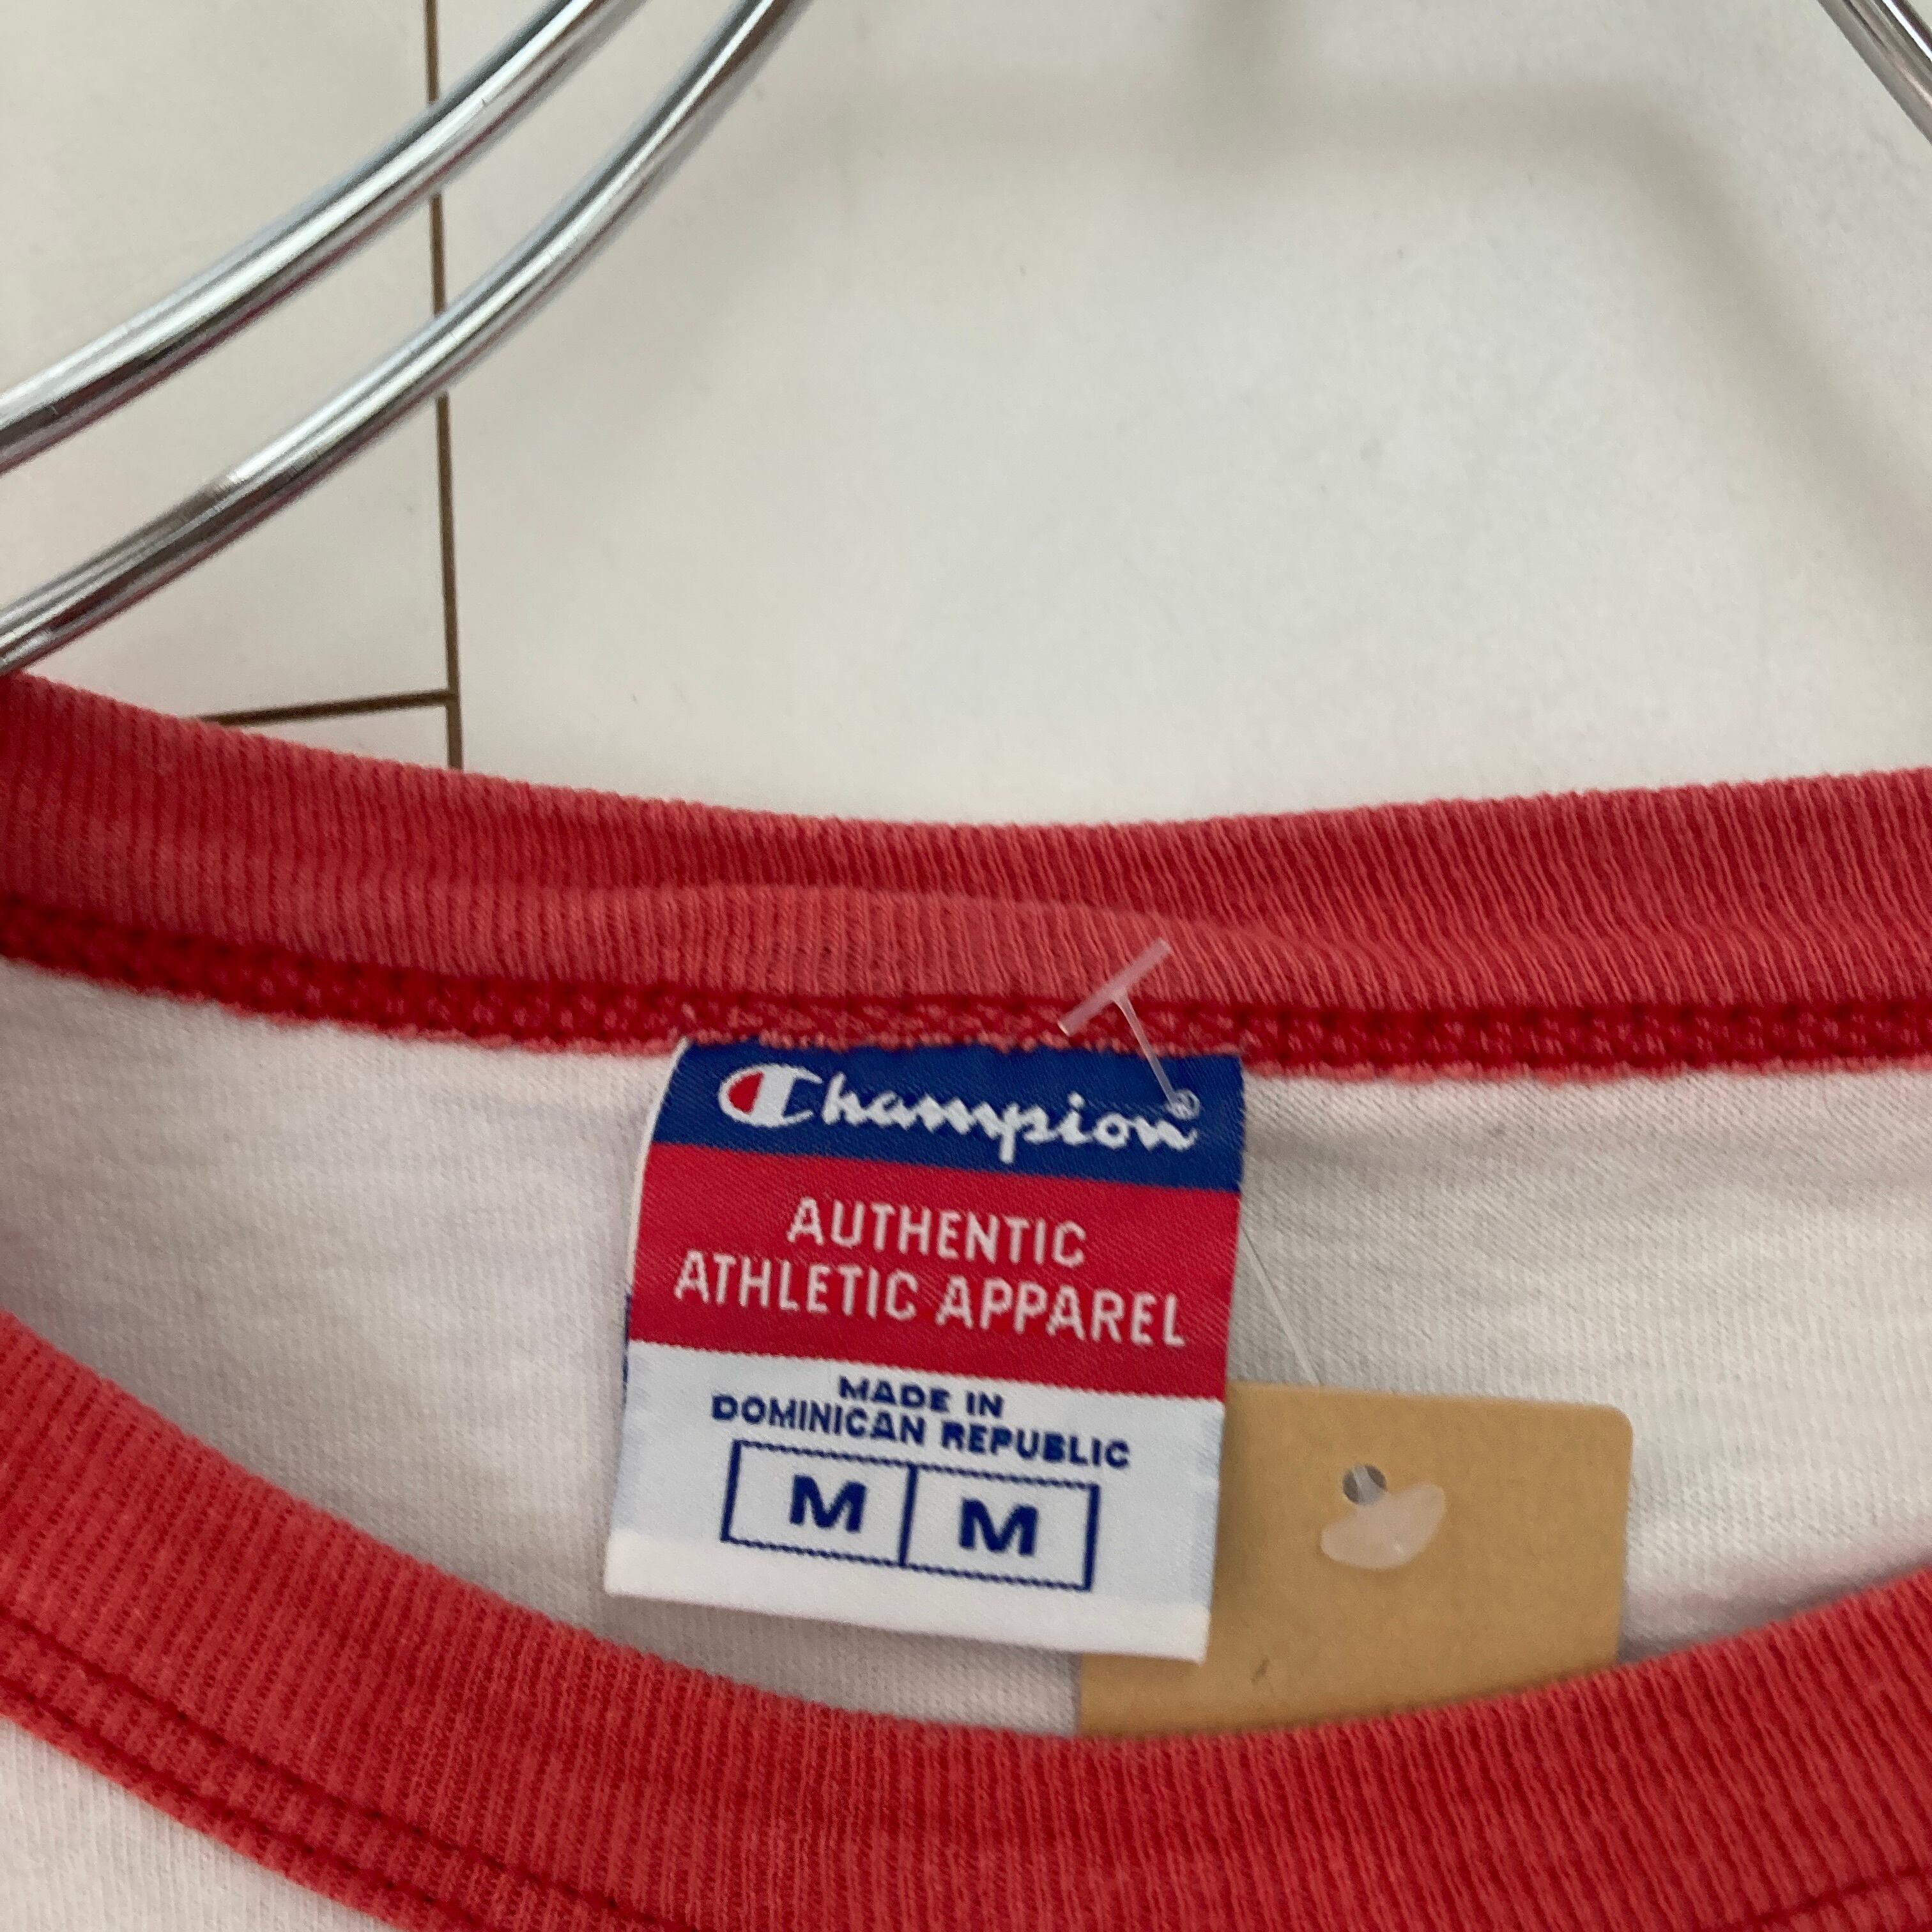 Champion®
AUTHENTIC
ATHLETIC APPAREL
MADE IN
DOMINICAN REPUBLIC
M M